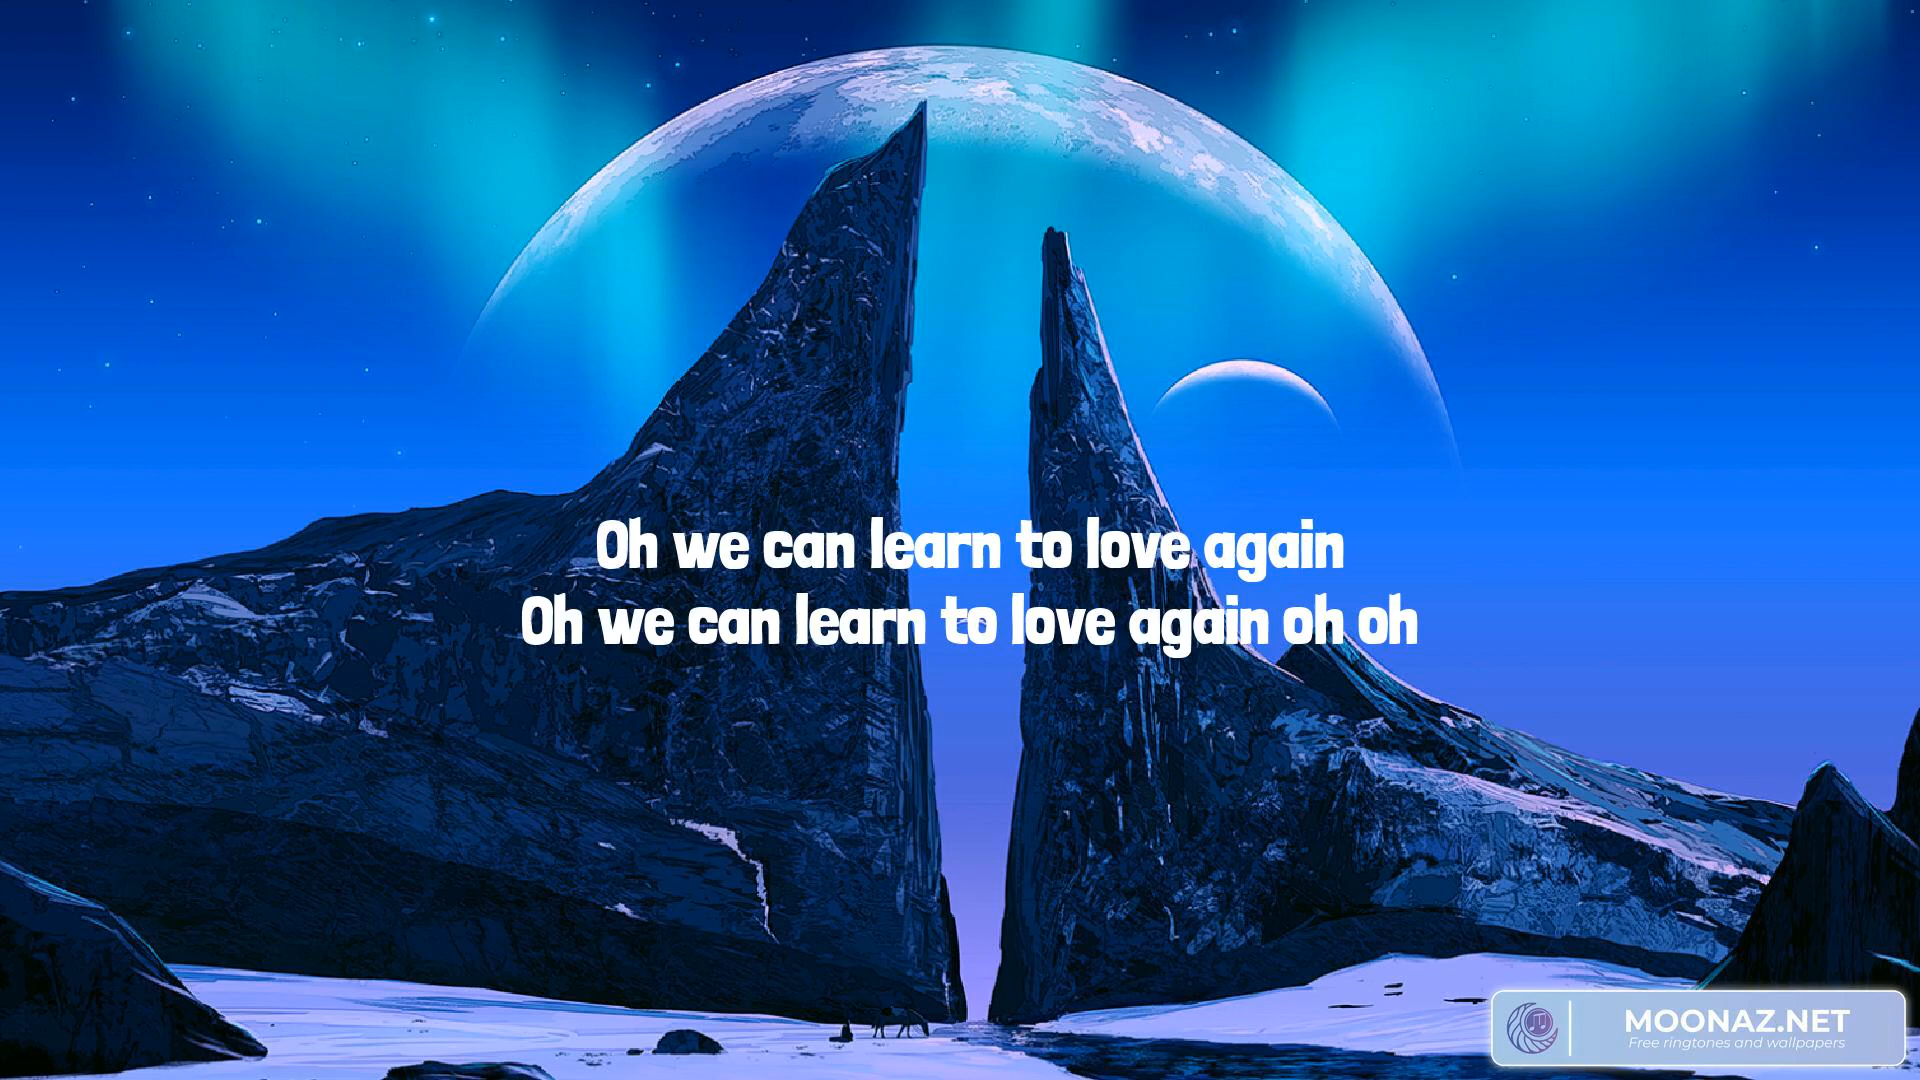 Oh we can learn to love again
Oh we can learn to love again oh oh
MOONAZ.NET
Free ringtones and wallpapers